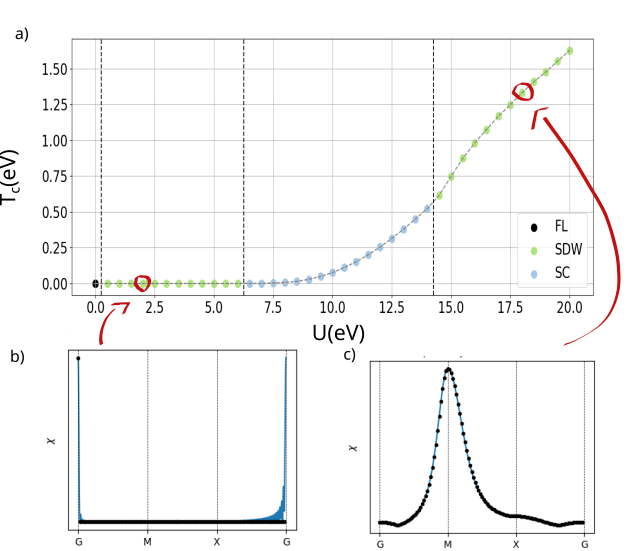 a)
T_c(eV)
1.50
1.25
1.00
0.75
0.50
0.25
0.00
FL
SDW
SC
0.0 2.5 5.0 7.5 10.0 12.5 15.0 17.5 20.0
U(eV)
b)
χ
G M X G
c)
χ
G M X G